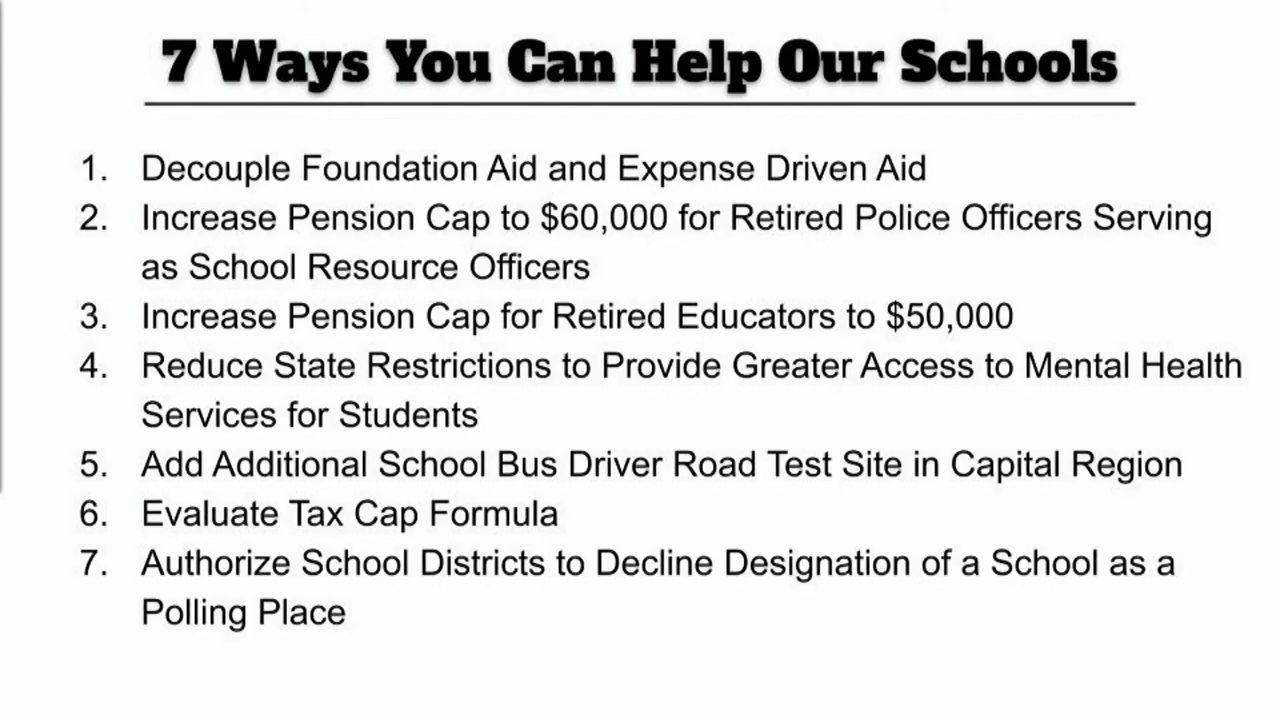 7 Ways You Can Help Our Schools
1. Decouple Foundation Aid and Expense Driven Aid
2. Increase Pension Cap to $60,000 for Retired Police Officers Serving
as School Resource Officers
3. Increase Pension Cap for Retired Educators to $50,000
4. Reduce State Restrictions to Provide Greater Access to Mental Health
Services for Students
5. Add Additional School Bus Driver Road Test Site in Capital Region
6. Evaluate Tax Cap Formula
7. Authorize School Districts to Decline Designation of a School as a
Polling Place